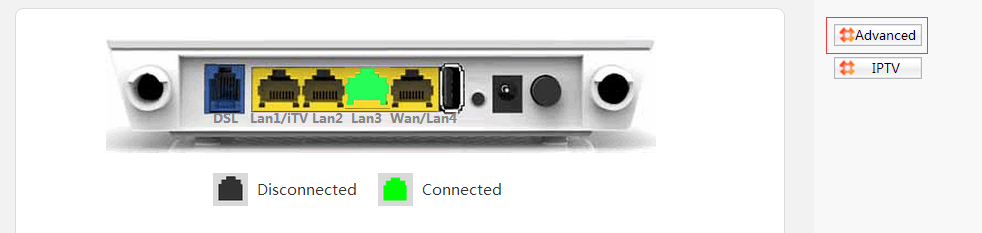 Advanced
IPTV
DSL Lan1/iTV Lan2 Lan3 Wan/Lan4
Disconnected Connected